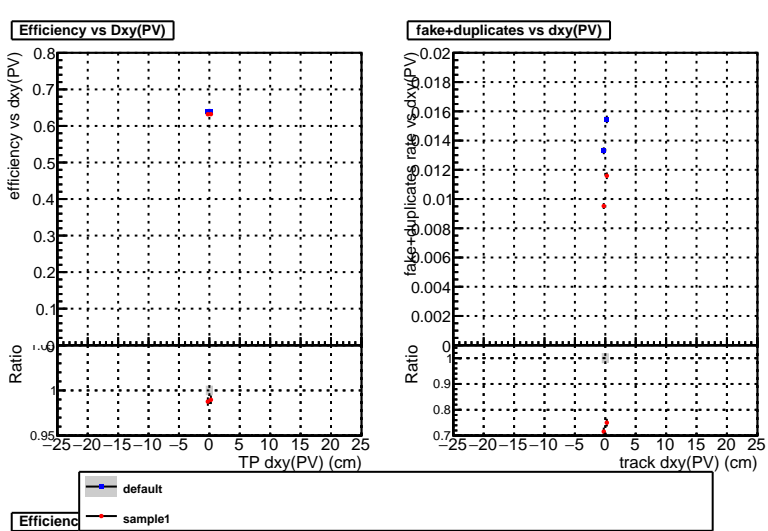 Efficiency vs Dxy(PV)
efficiency vs dxy(PV)
0.8
0.7
0.6
0.5
0.4
0.3
0.2
0.1
0
Ratio
1
0.95
−25 −20 −15 −10 −5 0 5 10 15 20 25
TP dxy(PV) (cm)
fake+duplicates vs dxy(PV)
fake+duplicates rate vs dxy(PV)
0.02
0.018
0.016
0.014
0.012
0.01
0.008
0.006
0.004
0.002
0
Ratio
1
0.9
0.8
0.7
−25 −20 −15 −10 −5 0 5 10 15 20 25
track dxy(PV) (cm)
default
sample1
Efficienc